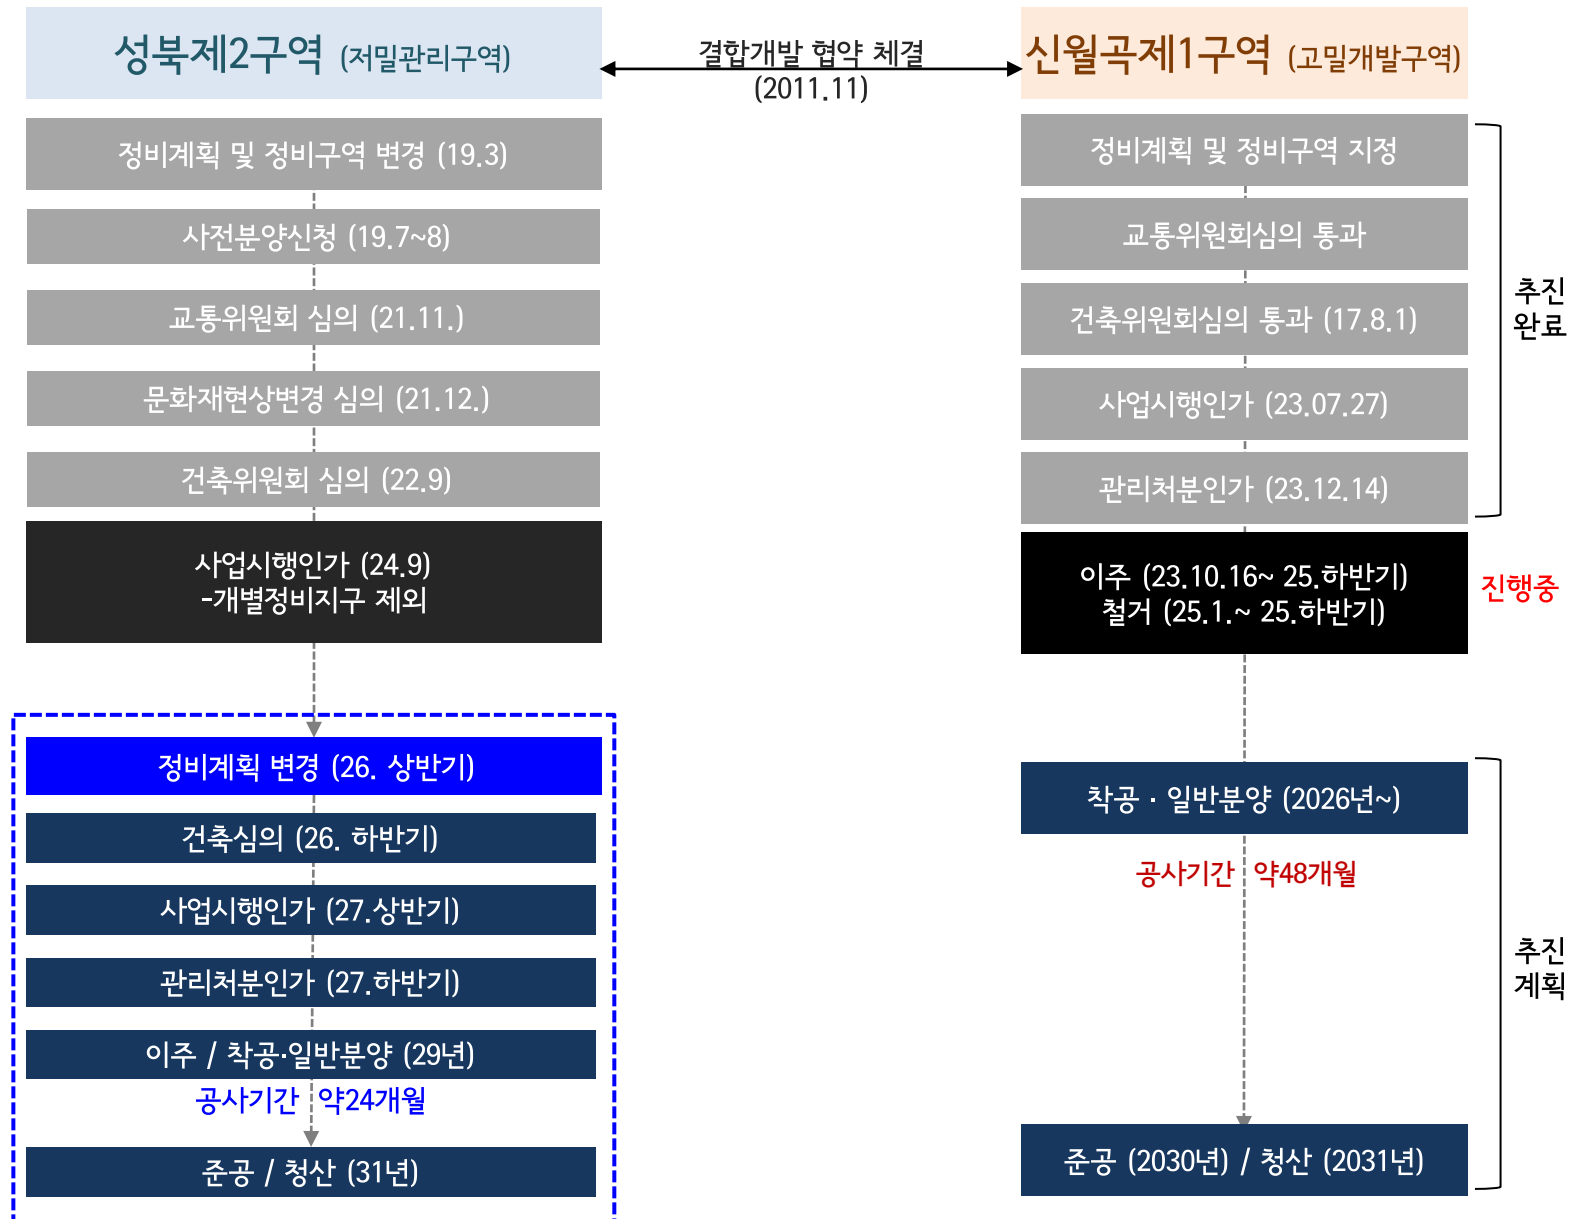 성북제2구역 (저밀관리구역)
결합개발 협약 체결
(2011.11)
신월곡제1구역 (고밀개발구역)
정비계획 및 정비구역 변경 (19.3)
사전분양신청 (19.7~8)
교통위원회 심의 (21.11.)
문화재현상변경 심의 (21.12.)
건축위원회 심의 (22.9)
사업시행인가 (24.9)
-개별정비지구 제외
정비계획 변경 (26. 상반기)
건축심의 (26. 하반기)
사업시행인가 (27.상반기)
관리처분인가 (27.하반기)
이주 / 착공·일반분양 (29년)
공사기간 약24개월
준공 / 청산 (31년)
정비계획 및 정비구역 지정
교통위원회심의 통과
건축위원회심의 통과 (17.8.1)
사업시행인가 (23.07.27)
관리처분인가 (23.12.14)
추진
완료
이주 (23.10.16~ 25.하반기)
철거 (25.1.~ 25.하반기)
진행중
착공 · 일반분양 (2026년~)
공사기간 약48개월
추진
계획
준공 (2030년) / 청산 (2031년)